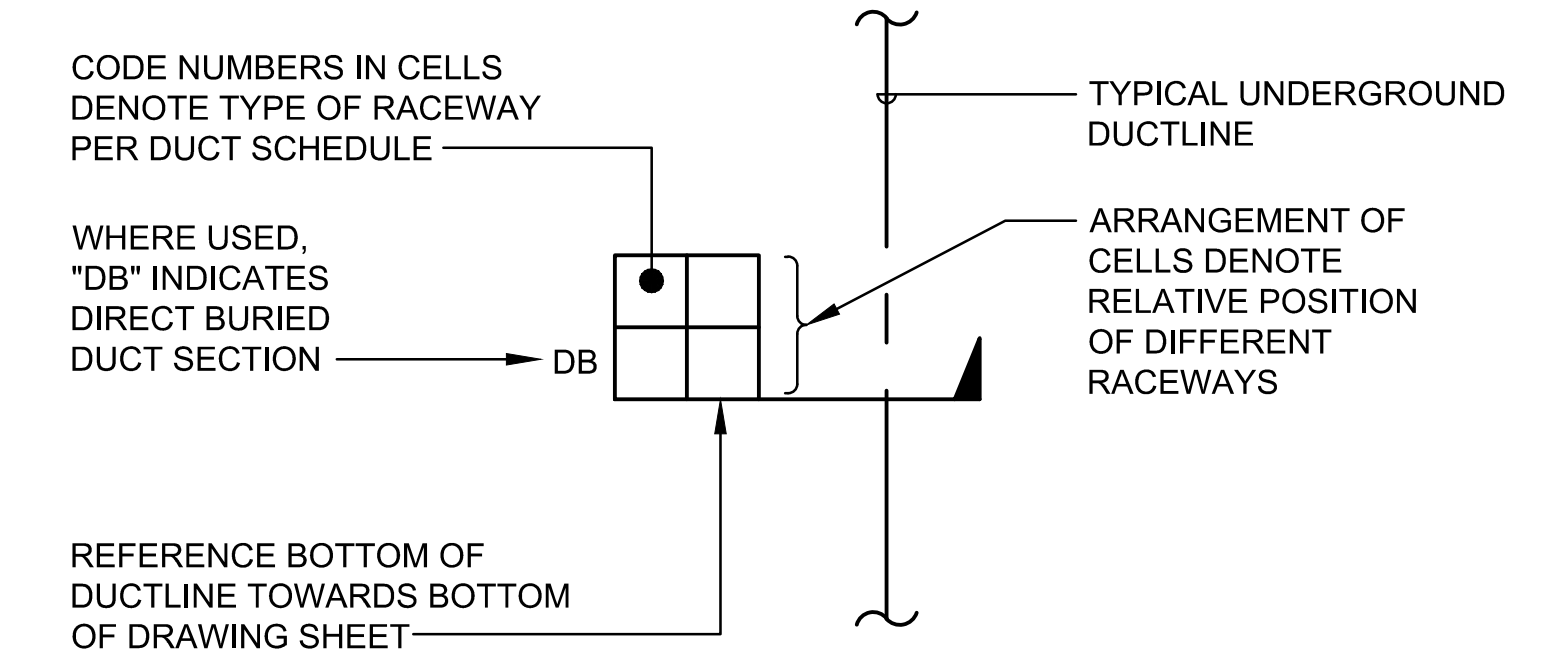 CODE NUMBERS IN CELLS
DENOTE TYPE OF RACEWAY
PER DUCT SCHEDULE
WHERE USED,
"DB" INDICATES
DIRECT BURIED
DUCT SECTION
DB
REFERENCE BOTTOM OF
DUCTLINE TOWARDS BOTTOM
OF DRAWING SHEET
TYPICAL UNDERGROUND
DUCTLINE
ARRANGEMENT OF
CELLS DENOTE
RELATIVE POSITION
OF DIFFERENT
RACEWAYS